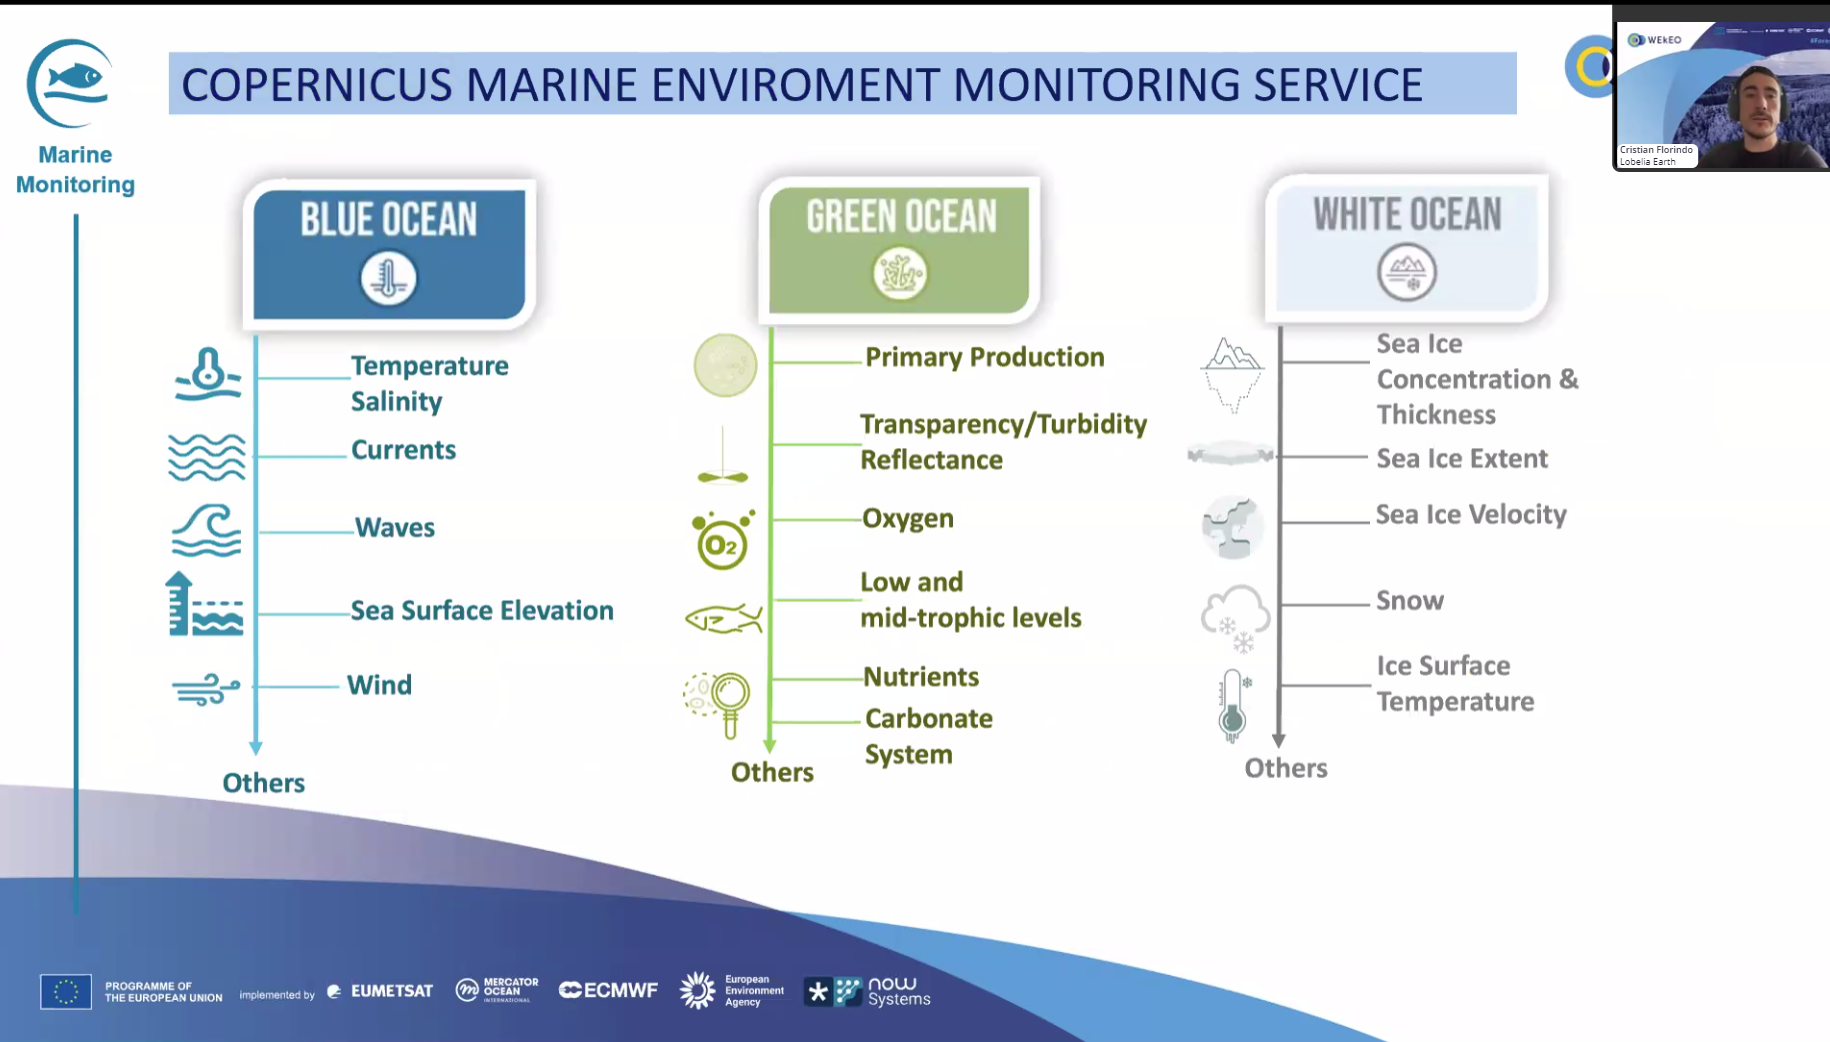 COPERNICUS MARINE ENVIROMENT MONITORING SERVICE
Marine
Monitoring
WEkEO
Cristian Florindo
Lobelia Earth
BLUE OCEAN
Temperature
Salinity
Currents
Waves
Sea Surface Elevation
Wind
Others
GREEN OCEAN
Primary Production
Transparency/Turbidity
Reflectance
O2
Oxygen
Low and
mid-trophic levels
Nutrients
Carbonate
System
Others
WHITE OCEAN
Sea Ice
Concentration &
Thickness
Sea Ice Extent
Sea Ice Velocity
Snow
Ice Surface
Temperature
Others
PROGRAMME OF
THE EUROPEAN UNION
implemented by
EUMETSAT
MERCATOR
OCEAN
INTERNATIONAL
ECMWF
European
Environment
Agency
now
Systems